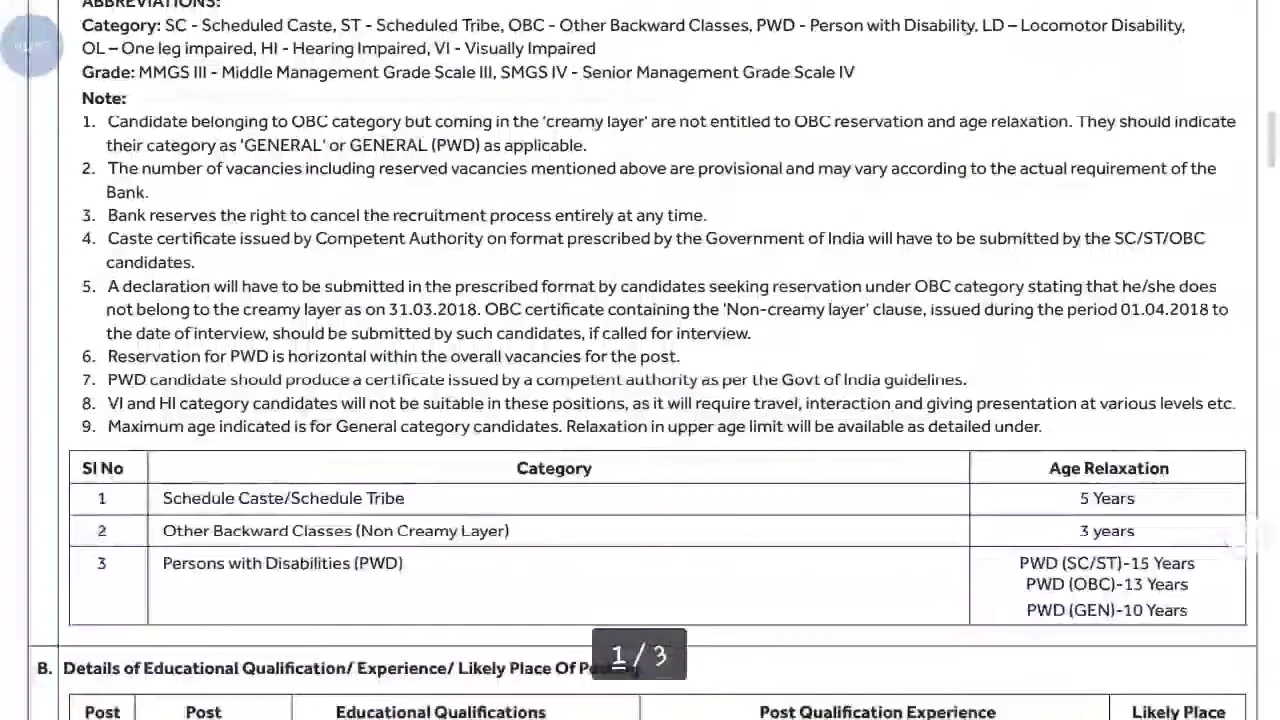 ABBREVIATIONS:
Category: SC - Scheduled Caste, ST - Scheduled Tribe, OBC - Other Backward Classes, PWD - Person with Disability, LD – Locomotor Disability,
OL – One leg impaired, HI - Hearing Impaired, VI - Visually Impaired
Grade: MMGS III - Middle Management Grade Scale III, SMGS IV - Senior Management Grade Scale IV
Note:
1. Candidate belonging to OBC category but coming in the 'creamy layer' are not entitled to OBC reservation and age relaxation. They should indicate
their category as 'GENERAL' or GENERAL (PWD) as applicable.
2. The number of vacancies including reserved vacancies mentioned above are provisional and may vary according to the actual requirement of the
Bank.
3. Bank reserves the right to cancel the recruitment process entirely at any time.
4. Caste certificate issued by Competent Authority on format prescribed by the Government of India will have to be submitted by the SC/ST/OBC
candidates.
5. A declaration will have to be submitted in the prescribed format by candidates seeking reservation under OBC category stating that he/she does
not belong to the creamy layer as on 31.03.2018. OBC certificate containing the 'Non-creamy layer' clause, issued during the period 01.04.2018 to
the date of interview, should be submitted by such candidates, if called for interview.
6. Reservation for PWD is horizontal within the overall vacancies for the post.
7. PWD candidate should produce a certificate issued by a competent authority as per the Govt of India guidelines.
8. VI and HI category candidates will not be suitable in these positions, as it will require travel, interaction and giving presentation at various levels etc.
9. Maximum age indicated is for General category candidates. Relaxation in upper age limit will be available as detailed under.
Sl No Category Age Relaxation
1 Schedule Caste/Schedule Tribe 5 Years
2 Other Backward Classes (Non Creamy Layer) 3 years
3 Persons with Disabilities (PWD) PWD (SC/ST)-15 Years
PWD (OBC)-13 Years
PWD (GEN)-10 Years
1 / 3
B. Details of Educational Qualification/ Experience/ Likely Place Of
Post Post Educational Qualifications Post Qualification Experience Likely Place